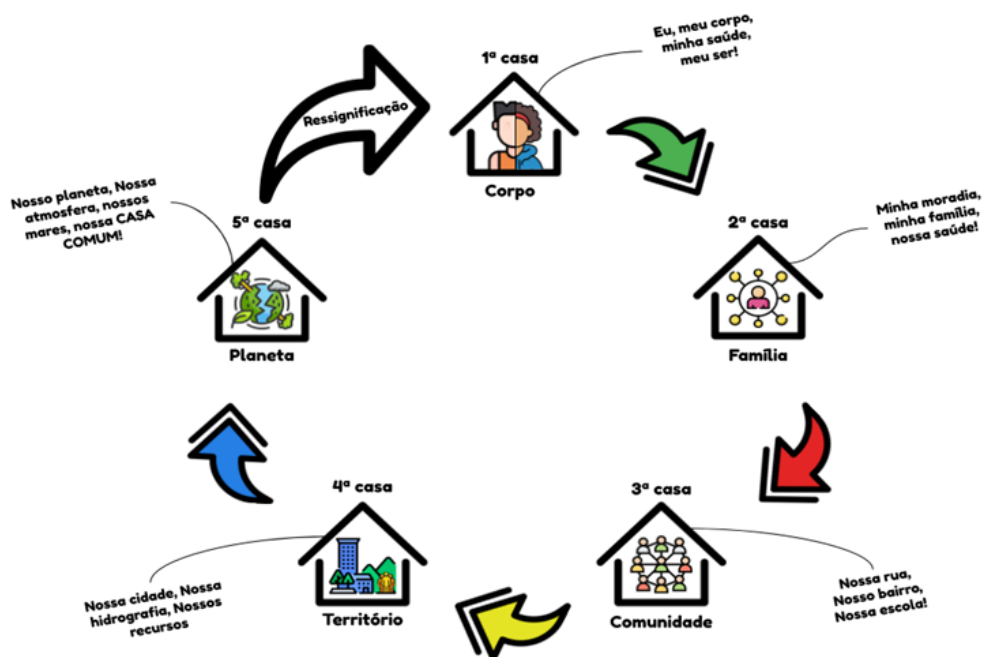 1ª casa
Eu, meu corpo,
minha saúde,
meu ser!
Ressignificação
Corpo
Nosso planeta, Nossa
atmosfera, nossos
mares, nossa CASA
COMUM!
5ª casa
Planeta
2ª casa
Minha moradia,
minha família,
nossa saúde!
Família
4ª casa
Nossa cidade, Nossa
hidrografia, Nossos
recursos
Território
3ª casa
Nossa rua,
Nosso bairro,
Nossa escola!
Comunidade